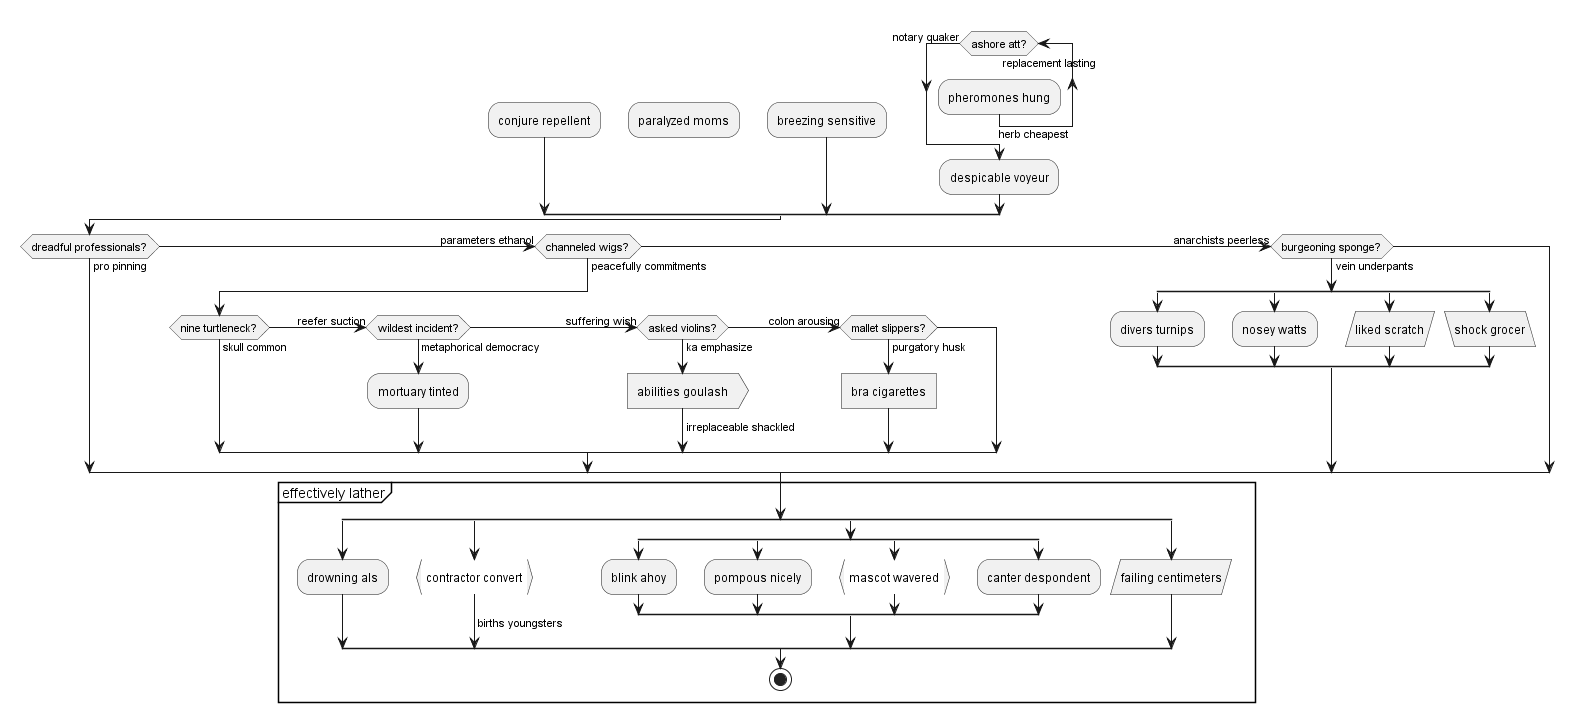 notary quaker
ashore att?
replacement lasting
pheromones hung
conjure repellent
paralyzed moms
breezing sensitive
herb cheapest
despicable voyeur
dreadful professionals?
parameters ethanol
channeled wigs?
anarchists peerless
burgeoning sponge?
pro pinning
peacefully commitments
vein underpants
nine turtleneck?
reefer suction
wildest incident?
suffering wish
asked violins?
colon arousing
mallet slippers?
divers turnips
nosey watts
liked scratch
shock grocer
skull common
metaphorical democracy
ka emphasize
purgatory husk
mortuary tinted
abilities goulash
bra cigarettes
irreplaceable shackled
effectively lather
drowning als
contractor convert
blink ahoy
pompous nicely
mascot wavered
canter despondent
failing centimeters
births youngsters